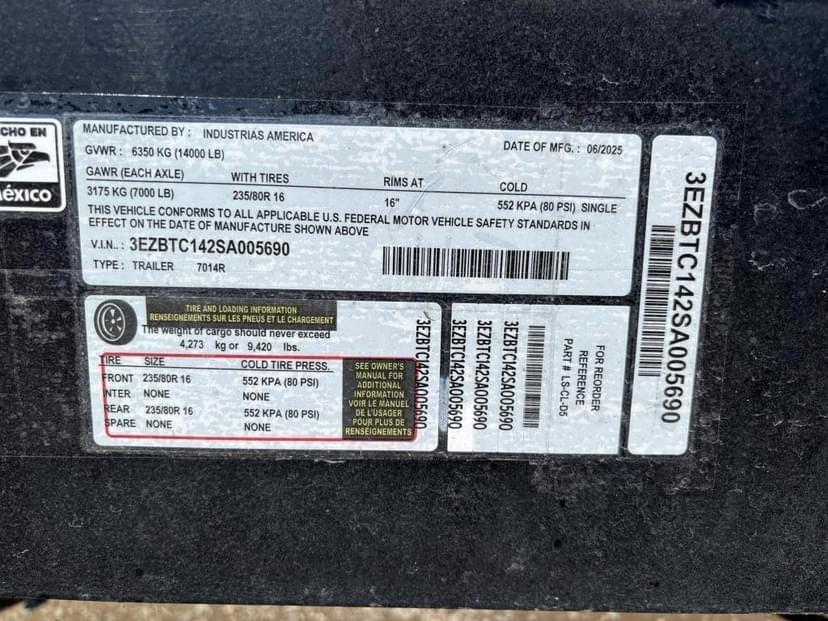 CHO EN
éxico
MANUFACTURED BY : INDUSTRIAS AMERICA
DATE OF MFG. : 06/2025
GVWR : 6350 KG (14000 LB)
GAWR (EACH AXLE) WITH TIRES RIMS AT COLD
3175 KG (7000 LB) 235/80R 16 16" 552 KPA (80 PSI) SINGLE
THIS VEHICLE CONFORMS TO ALL APPLICABLE U.S. FEDERAL MOTOR VEHICLE SAFETY STANDARDS IN
EFFECT ON THE DATE OF MANUFACTURE SHOWN ABOVE
V.I.N.. : 3EZBTC142SA005690
TYPE : TRAILER 7014R
TIRE AND LOADING INFORMATION
RENSEIGNEMENTS SUR LES PNEUS ET LE CHARGEMENT
The weight of cargo should never exceed
4,273 kg or 9,420 lbs.
TIRE SIZE COLD TIRE PRESS.
FRONT 235/80R 16 552 KPA (80 PSI)
INTER NONE NONE
REAR 235/80R 16 552 KPA (80 PSI)
SPARE NONE NONE
SEE OWNER'S
MANUAL FOR
ADDITIONAL
INFORMATION
VOIR LE MANUEL
DE L'USAGER
POUR PLUS DE
RENSEIGNEMENTS
3EZBTC142SA005690
3EZBTC142SA005690
3EZBTC142SA005690
3EZBTC142SA005690
FOR REORDER
REFERENCE
PART # LS-CL-D5
3EZBTC142SA005690